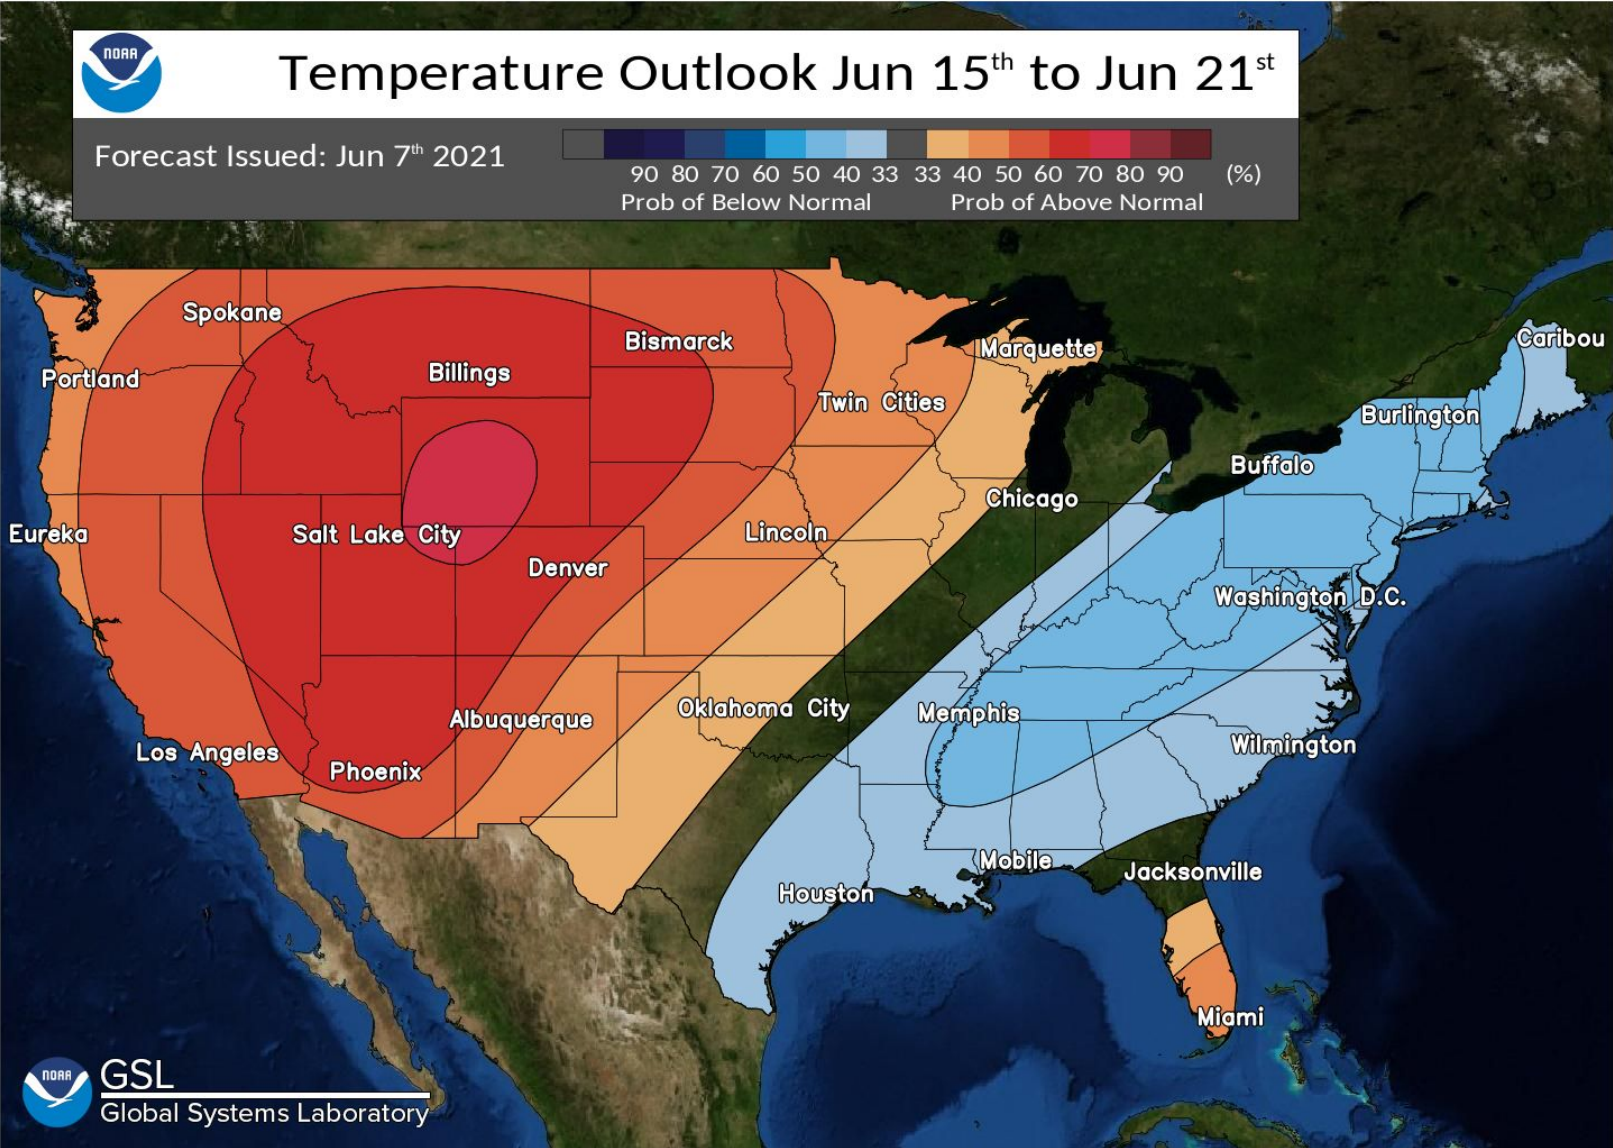 NOAA
Temperature Outlook Jun 15th to Jun 21st
Forecast Issued: Jun 7th 2021
90 80 70 60 50 40 33 33 40 50 60 70 80 90 (%)
Prob of Below Normal Prob of Above Normal
Spokane
Caribou
Bismarck
Marquette
Billings
Portland
Twin Cities
Burlington
Buffalo
Chicago
Eureka
Salt Lake City
Lincoln
Denver
Washington D.C.
Oklahoma City
Memphis
Albuquerque
Wilmington
Los Angeles
Phoenix
Mobile
Jacksonville
Houston
Miami
NOAA
GSL
Global Systems Laboratory